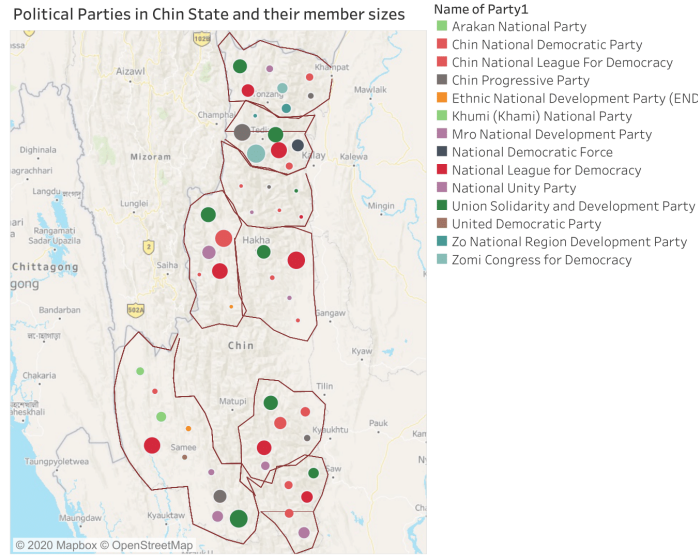 Political Parties in Chin State and their member sizes
Name of Party1
Arakan National Party
Chin National Democratic Party
Chin National League For Democracy
Chin Progressive Party
Ethnic National Development Party (END
Khumi (Khami) National Party
Mro National Development Party
National Democratic Force
National League for Democracy
National Unity Party
Union Solidarity and Development Party
United Democratic Party
Zo National Region Development Party
Zomi Congress for Democracy
102B
Aizawl
Khampat
Mawlaik
Champhai
Dighinala
Mizoram
Kalay
Kalewa
Langdu
Lunglei
Mingin
Rangamati
Sadar Upazila
2
Hakha
Chittagong
gong
Saiha
502A
Bandarban
Gangaw
Chin
Kyaw
Chakaria
Tilin
Matupi
Kyaukhtu
Pauk
Samee
Taungpyoletwea
Saw
Maungdaw
Kyauktaw
© 2020 Mapbox © OpenStreetMap